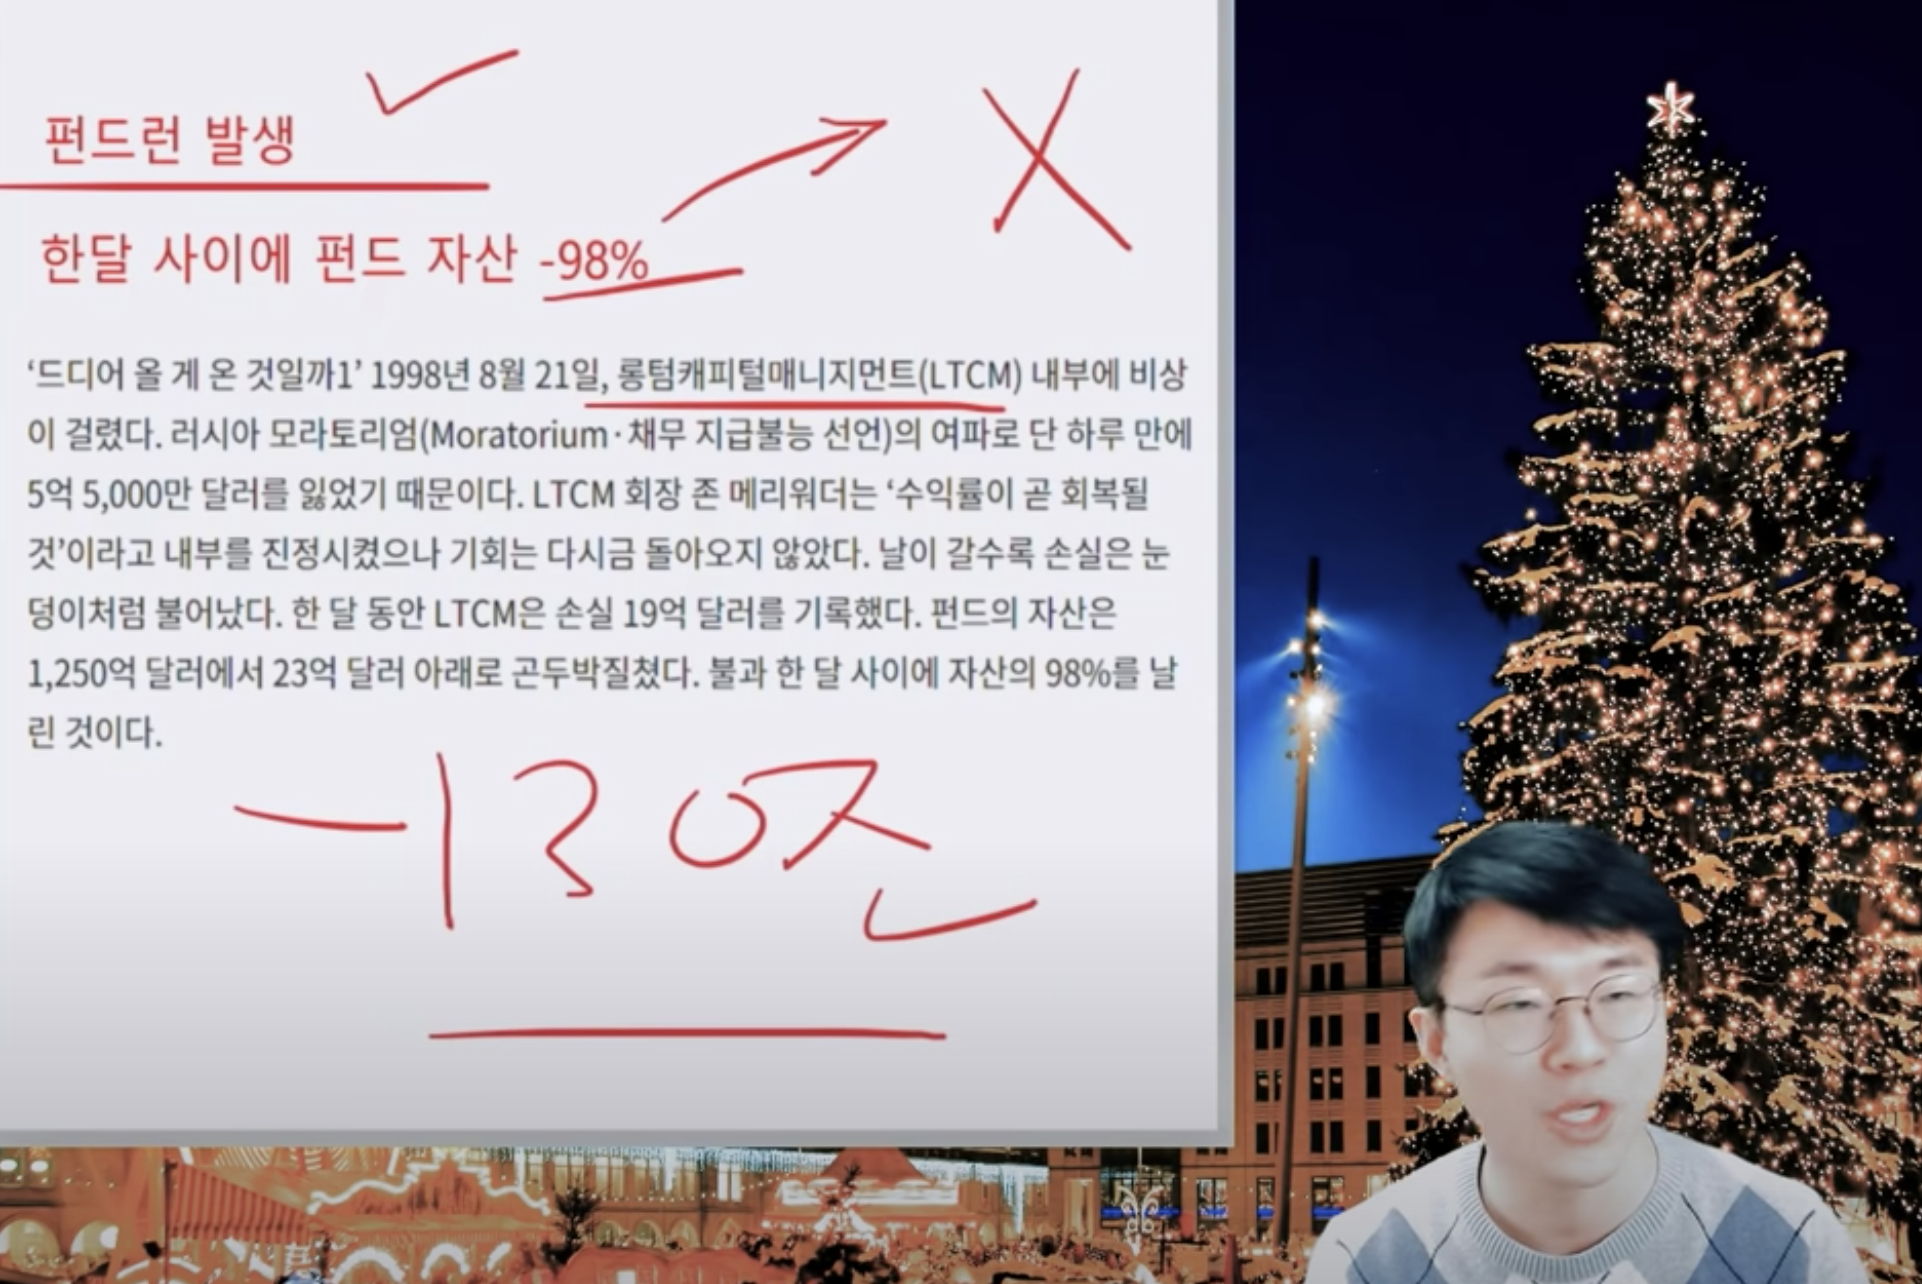 펀드런 발생
한달 사이에 펀드 자산 -98%
‘드디어 올 게 온 것일까1’ 1998년 8월 21일, 롱텀캐피털매니지먼트(LTCM) 내부에 비상
이 걸렸다. 러시아 모라토리엄(Moratorium·채무 지급불능 선언)의 여파로 단 하루 만에
5억 5,000만 달러를 잃었기 때문이다. LTCM 회장 존 메리워더는 ‘수익률이 곧 회복될
것’이라고 내부를 진정시켰으나 기회는 다시금 돌아오지 않았다. 날이 갈수록 손실은 눈
덩이처럼 불어났다. 한 달 동안 LTCM은 손실 19억 달러를 기록했다. 펀드의 자산은
1,250억 달러에서 23억 달러 아래로 곤두박질쳤다. 불과 한 달 사이에 자산의 98%를 날
린 것이다.
-130조